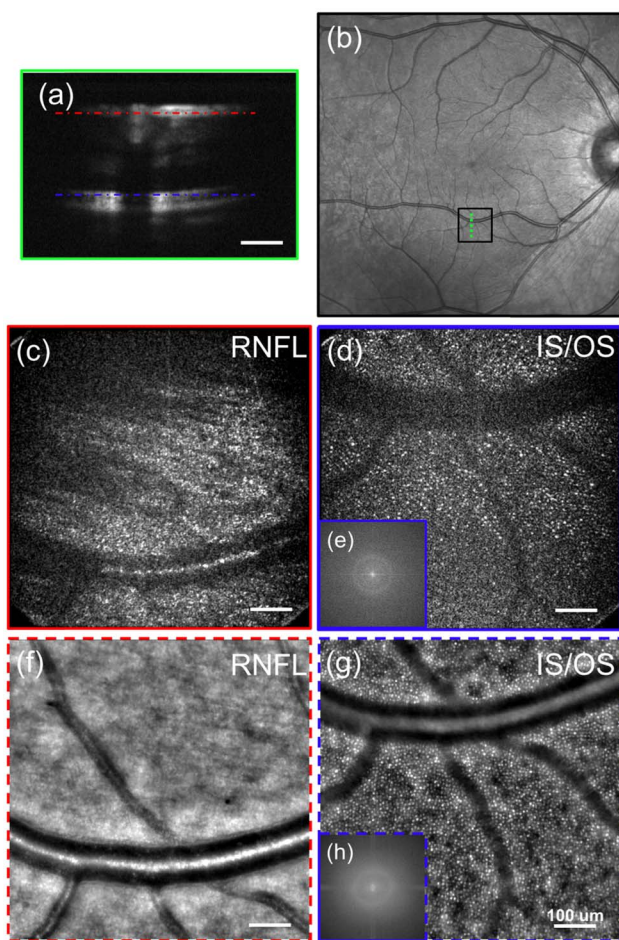 (a)
(b)
(c)
RNFL
(d)
IS/OS
(e)
(f)
RNFL
(g)
IS/OS
(h)
100 um